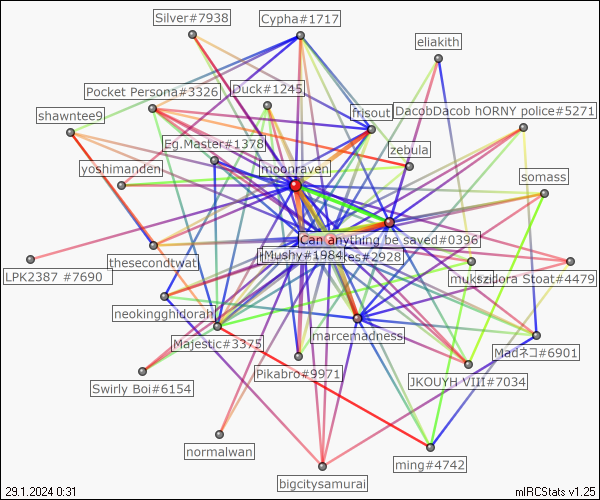 Silver#7938
Cypha#1717
eliakith
Pocket Persona#3326
Duck#1245
frisout
DacobDacob hORNY police#5271
shawntee9
Eg.Master#1378
zebula
yoshimanden
moonraven
somass
Can anything be saved#0396
Mushy#1984
kes#2928
LPK2387 #7690
thesecondtwat
muks
zidora Stoat#4479
neokingghidorah
marcemadness
Majestic#3375
Madネコ#6901
Pikabro#9971
JKOUYH VIII#7034
Swirly Boi#6154
normalwan
ming#4742
bigcitysamurai
29.1.2024 0:31
mIRCStats v1.25